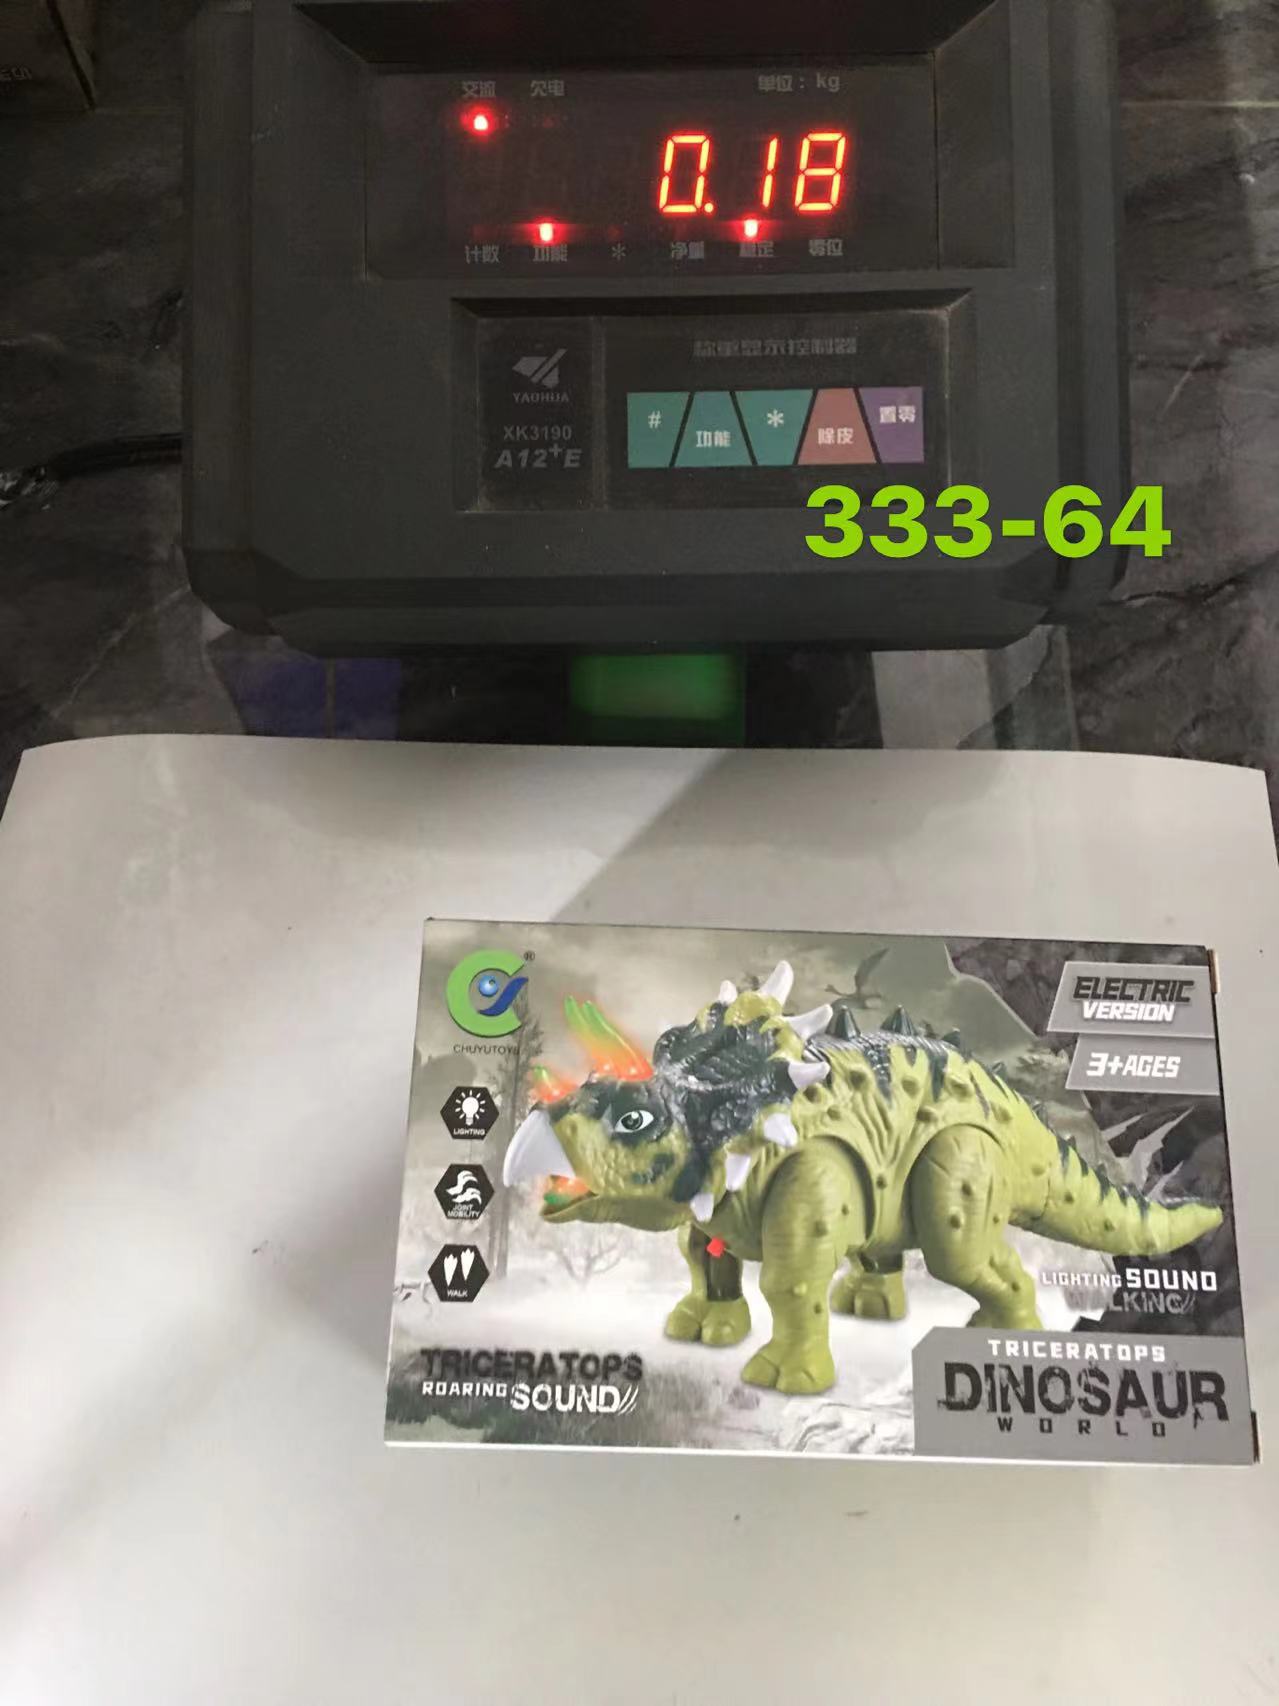 交流 欠电 单位：kg
0.18
计数 功能 * 净重 稳定 零位
称重显示控制器
YAOHUA
XK3190
A12+E
# 功能 * 除皮 置零
333-64
®
CHUYUTOYS
ELECTRIC
VERSION
3+AGES
LIGHTING
JOINT
MOBILITY
WALK
LIGHTING SOUND
WALKING
TRICERATOPS
ROARING SOUND
TRICERATOPS
DINOSAUR
WORLD